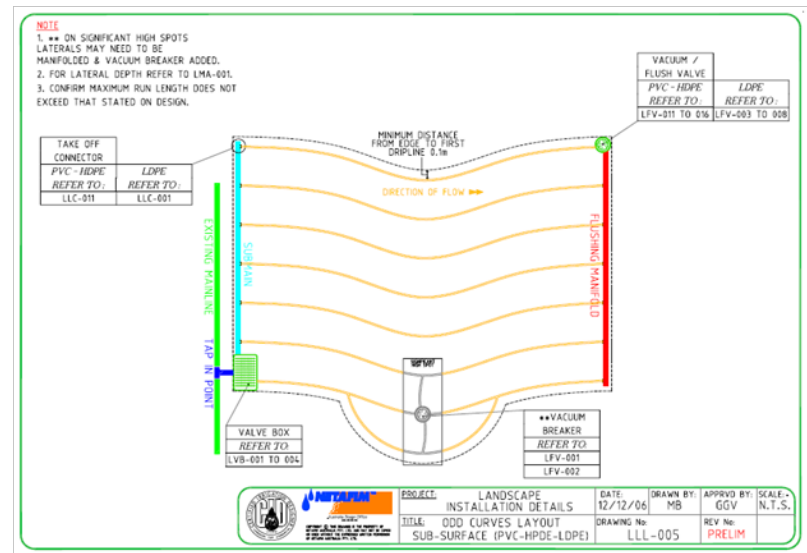 NOTE
1. ** ON SIGNIFICANT HIGH SPOTS
LATERALS MAY NEED TO BE
MANIFOLDED & VACUUM BREAKER ADDED.
2. FOR LATERAL DEPTH REFER TO LMA-001.
3. CONFIRM MAXIMUM RUN LENGTH DOES NOT
EXCEED THAT STATED ON DESIGN.
VACUUM /
FLUSH VALVE
PVC-HDPE LDPE
REFER TO: REFER TO:
LFV-011 TO 016 LFV-003 TO 008
TAKE OFF
CONNECTOR
PVC-HDPE LDPE
REFER TO: REFER TO:
LLC-011 LLC-001
MINIMUM DISTANCE
FROM EDGE TO FIRST
DRIPLINE 0.1m
DIRECTION OF FLOW
EXISTING MAINLINE
SUBMAIN
FLUSHING MANIFOLD
TAP IN POINT
VALVE BOX
REFER TO:
LVB-001 TO 004
**VACUUM
BREAKER
REFER TO:
LFV-001
LFV-002
NETAFIM
PROJECT: LANDSCAPE
INSTALLATION DETAILS
DATE:
12/12/06
DRAWN BY:
MB
APPRVD BY:
GGV
SCALE:-
N.T.S.
TITLE: ODD CURVES LAYOUT
SUB-SURFACE (PVC-HPDE-LDPE)
DRAWING No:
LLL-005
REV No:
PRELIM